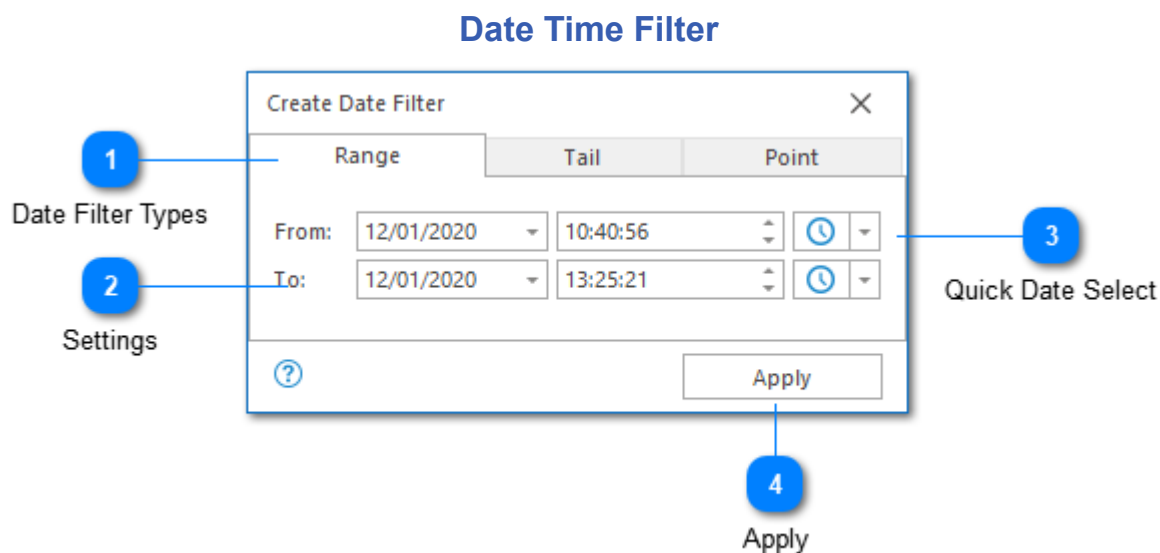 Date Time Filter
Create Date Filter
Range Tail Point
1
Date Filter Types
From: 12/01/2020 10:40:56
3
Quick Date Select
To: 12/01/2020 13:25:21
2
Settings
? Apply
4
Apply